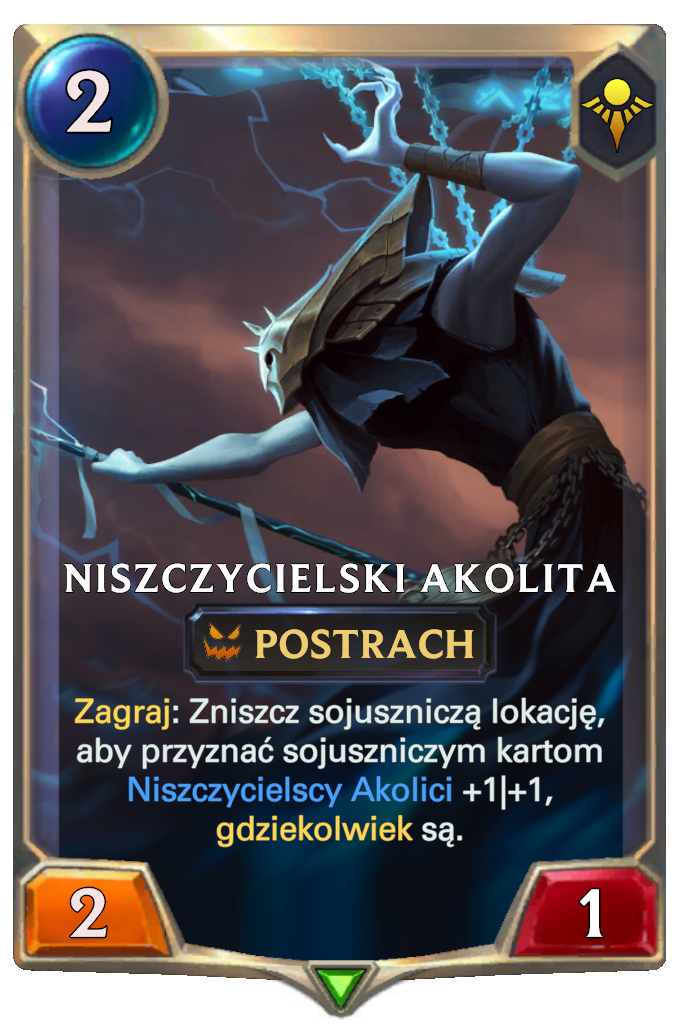 2
NISZCZYCIELSKI AKOLITA
POSTRACH
Zagraj: Zniszcz sojuszniczą lokację,
aby przyznać sojuszniczym kartom
Niszczycielscy Akolici +1|+1,
gdziekolwiek są.
2
1